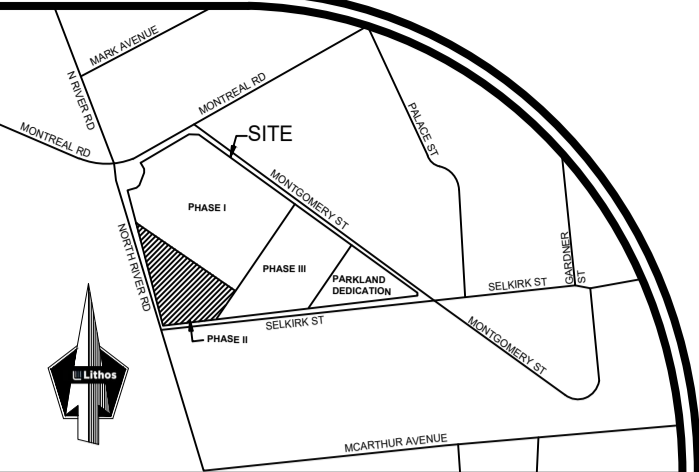 MARK AVENUE
N RIVER RD
MONTREAL RD
MONTREAL RD
SITE
PALACE ST
MONTGOMERY ST
PHASE I
NORTH RIVER RD
PHASE III
PARKLAND
DEDICATION
GARDNER
ST
SELKIRK ST
SELKIRK ST
PHASE II
MONTGOMERY ST
Lithos
MCARTHUR AVENUE